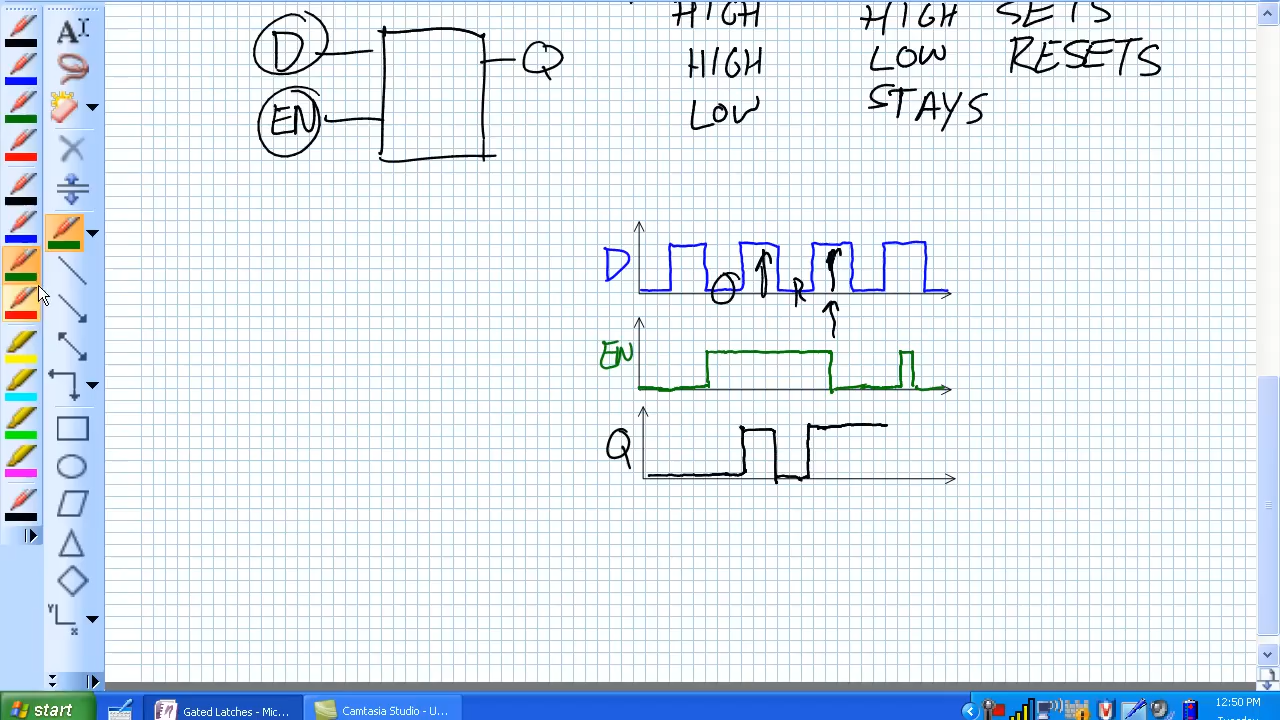 HIGH HIGH SETS
D Q HIGH LOW RESETS
EN LOW STAYS
D
R
EN
Q
start Gated Latches - Mic... Camtasia Studio - U... 12:50 PM
Tuesday